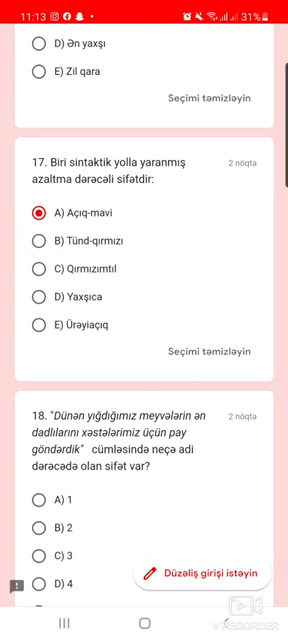 11:13
31%
D) Ən yaxşı
E) Zil qara
Seçimi təmizləyin
17. Biri sintaktik yolla yaranmış
2 nöqtə
azaltma dərəcəli sifətdir:
A) Açıq-mavi
B) Tünd-qırmızı
C) Qırmızımtıl
D) Yaxşıca
E) Ürəyiaçıq
Seçimi təmizləyin
18. "Dünən yığdığımız meyvələrin ən
2 nöqtə
dadlılarını xəstələrimiz üçün pay
göndərdik" cümləsində neçə adi
dərəcədə olan sifət var?
A) 1
B) 2
C) 3
D) 4
Düzəliş girişi istəyin
V RECORDER